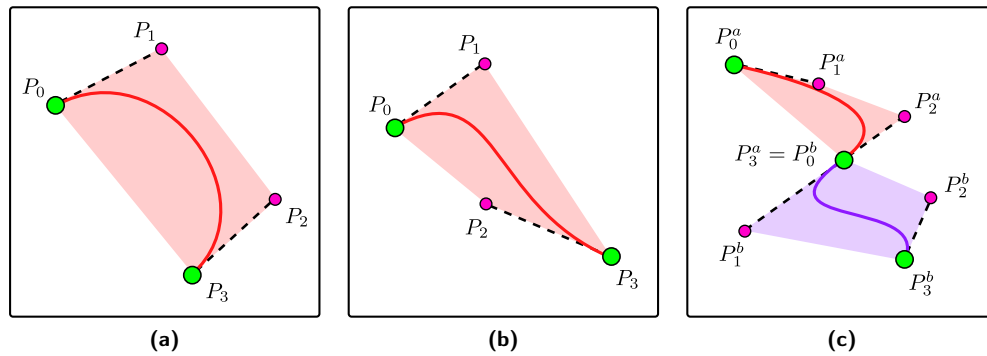 P₁
P₀
P₂
P₃
(a)
P₁
P₀
P₂
P₃
(b)
P₀ᵃ
P₁ᵃ
P₂ᵃ
P₃ᵃ = P₀ᵇ
P₂ᵇ
P₁ᵇ
P₃ᵇ
(c)